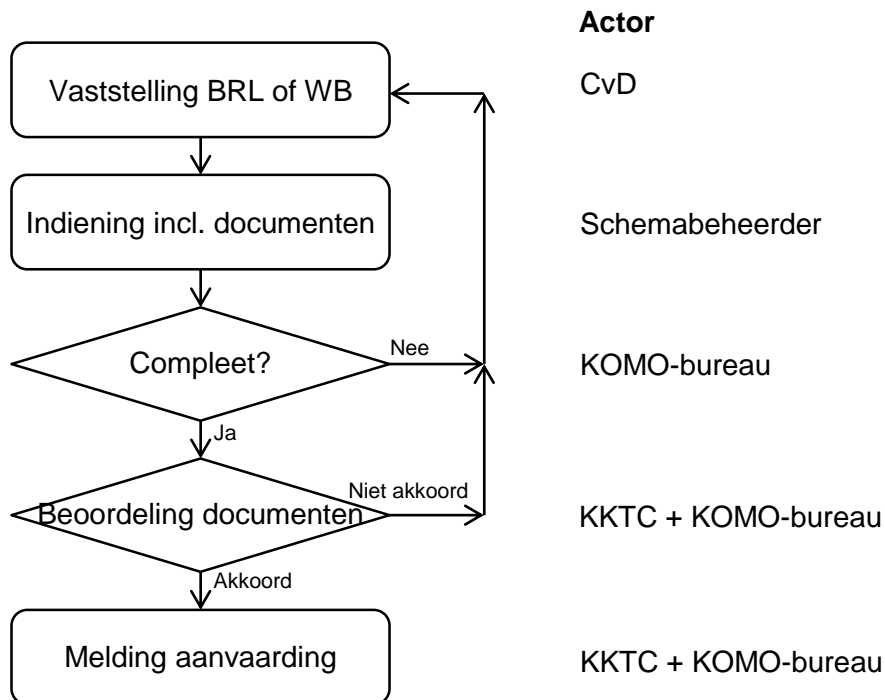 Actor
Vaststelling BRL of WB
CvD
Indiening incl. documenten
Schemabeheerder
Compleet?
Nee
KOMO-bureau
Ja
Niet akkoord
Beoordeling documenten
KKTC + KOMO-bureau
Akkoord
Melding aanvaarding
KKTC + KOMO-bureau